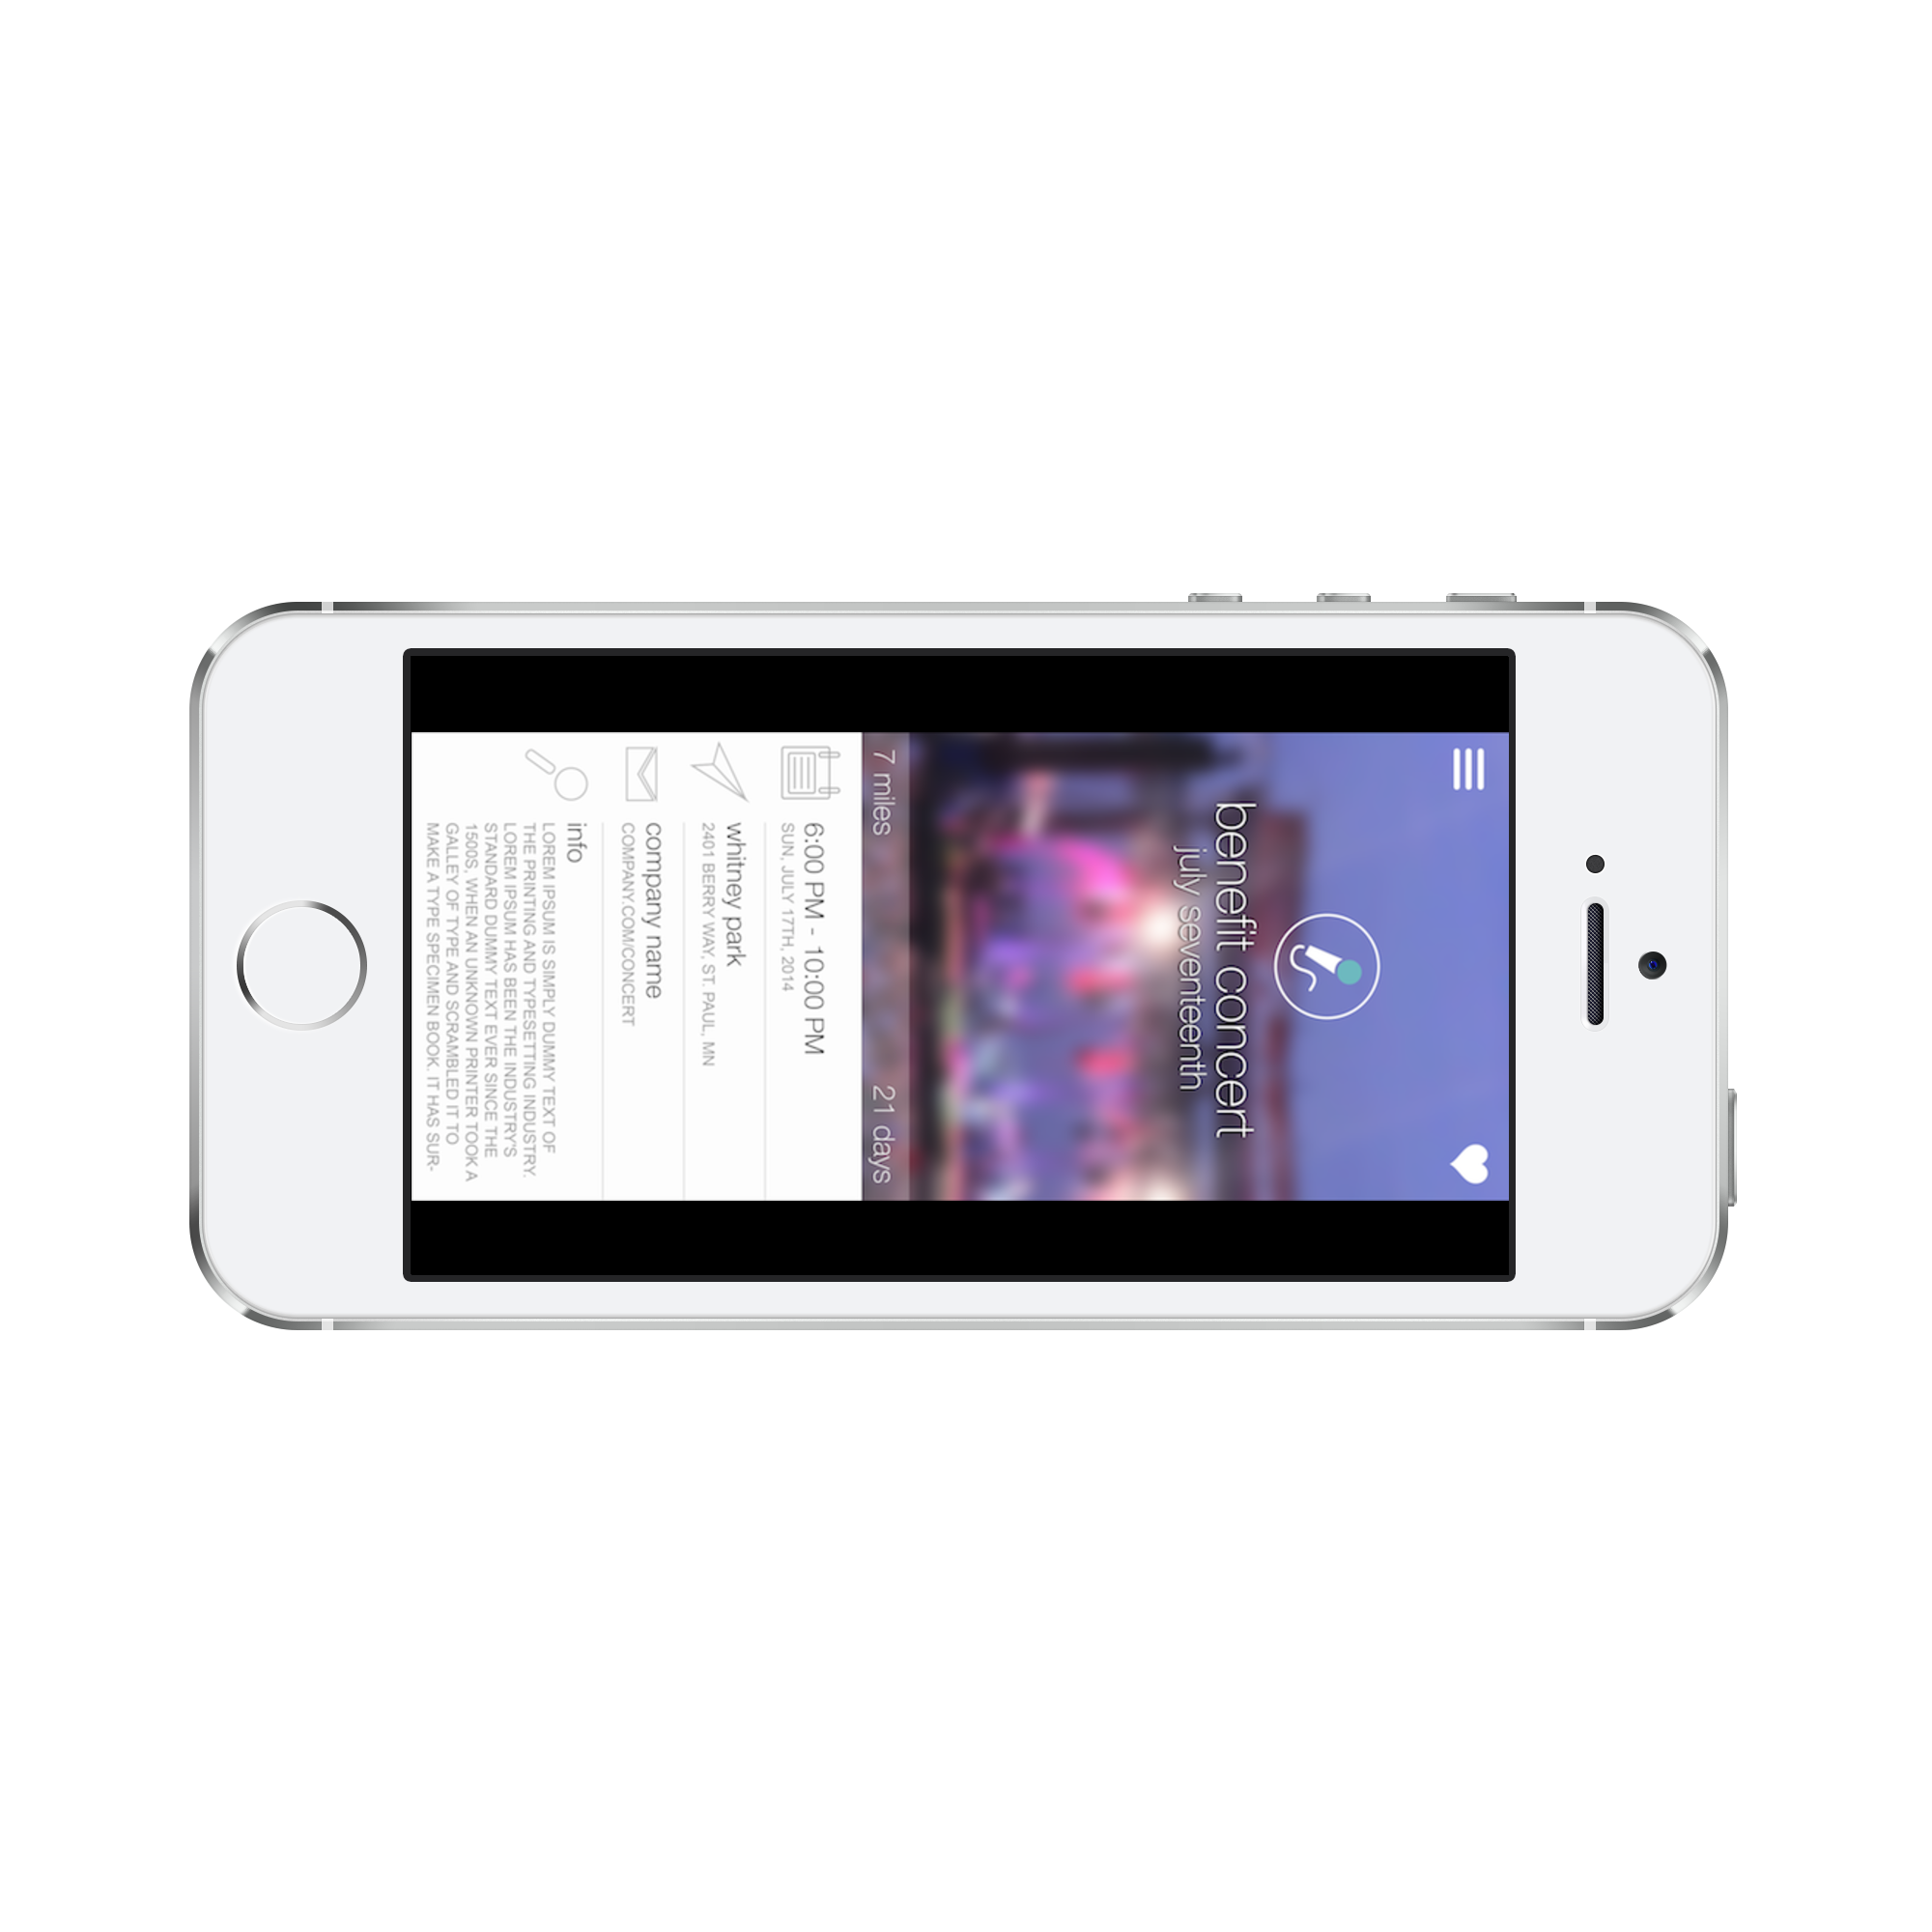 benefit concert
july seventeenth
7 miles
21 days
6:00 PM - 10:00 PM
SUN, JULY 17TH, 2014
whitney park
2401 BERRY WAY, ST. PAUL, MN
company name
COMPANY.COM/CONCERT
info
LOREM IPSUM IS SIMPLY DUMMY TEXT OF
THE PRINTING AND TYPESETTING INDUSTRY.
LOREM IPSUM HAS BEEN THE INDUSTRY'S
STANDARD DUMMY TEXT EVER SINCE THE
1500S, WHEN AN UNKNOWN PRINTER TOOK A
GALLEY OF TYPE AND SCRAMBLED IT TO
MAKE A TYPE SPECIMEN BOOK. IT HAS SUR-